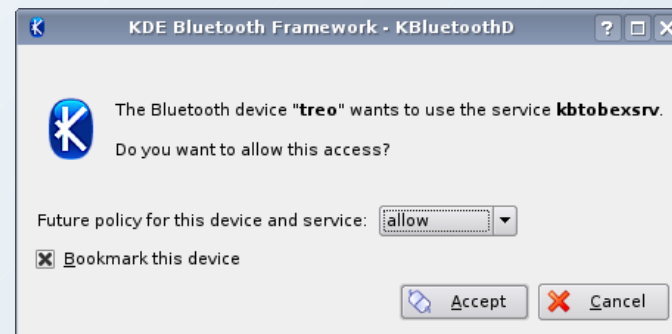 KDE Bluetooth Framework - KBluetoothD
The Bluetooth device "treo" wants to use the service kbtobexsrv.
Do you want to allow this access?
Future policy for this device and service: allow
Bookmark this device
Accept Cancel